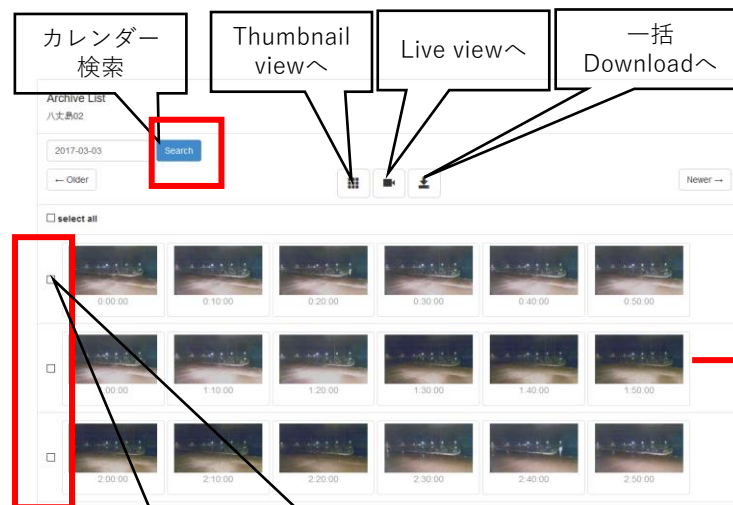 カレンダー
検索
Thumbnail
viewへ
Live viewへ
一括
Downloadへ
Archive List
八丈島02
2017-03-03
Search
← Older
Newer →
select all
0:00:00
0:10:00
0:20:00
0:30:00
0:40:00
0:50:00
:00:00
1:10:00
1:20:00
1:30:00
1:40:00
1:50:00
2:00:00
2:10:00
2:20:00
2:30:00
2:40:00
2:50:00